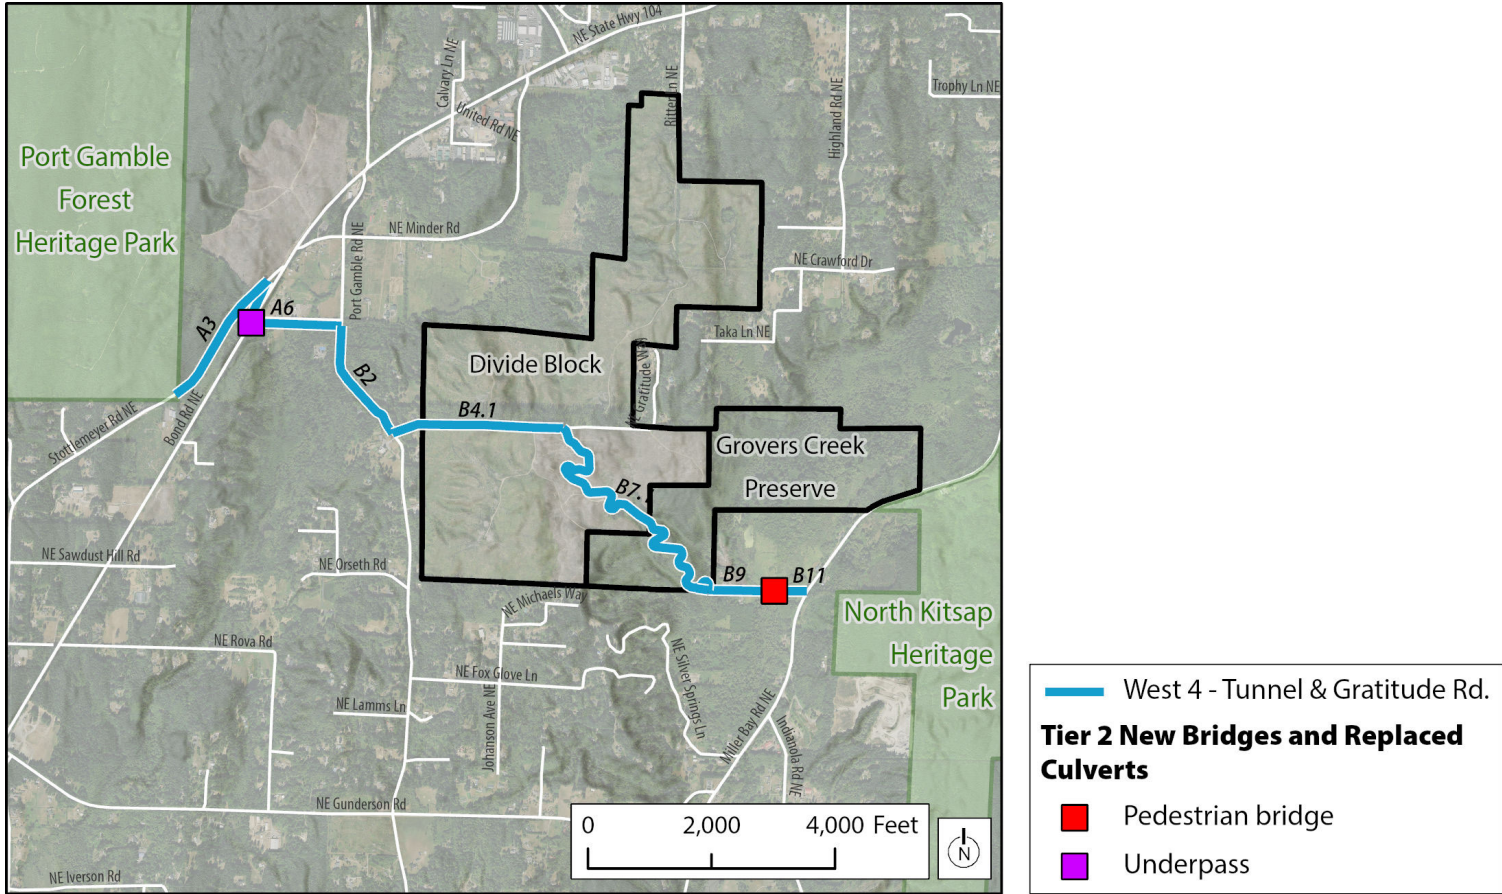 NE State Hwy 104
Calvary Ln NE
United Rd NE
Ritter Ln NE
Highland Rd NE
Trophy Ln NE
Port Gamble
Forest
Heritage Park
NE Minder Rd
Port Gamble Rd NE
NE Crawford Dr
A6
A3
Taka Ln NE
Divide Block
B2
NE Gratitude Way
B4.1
Stottlemeyer Rd NE
Bond Rd NE
Grovers Creek
Preserve
B7.1
NE Sawdust Hill Rd
NE Orseth Rd
B9
B11
NE Michaels Way
North Kitsap
Heritage
Park
NE Rova Rd
NE Fox Glove Ln
NE Silver Springs Ln
NE Lamms Ln
Johanson Ave NE
Miller Bay Rd NE
Indianola Rd NE
NE Gunderson Rd
NE Iverson Rd
0 2,000 4,000 Feet
N
West 4 - Tunnel & Gratitude Rd.
Tier 2 New Bridges and Replaced
Culverts
Pedestrian bridge
Underpass